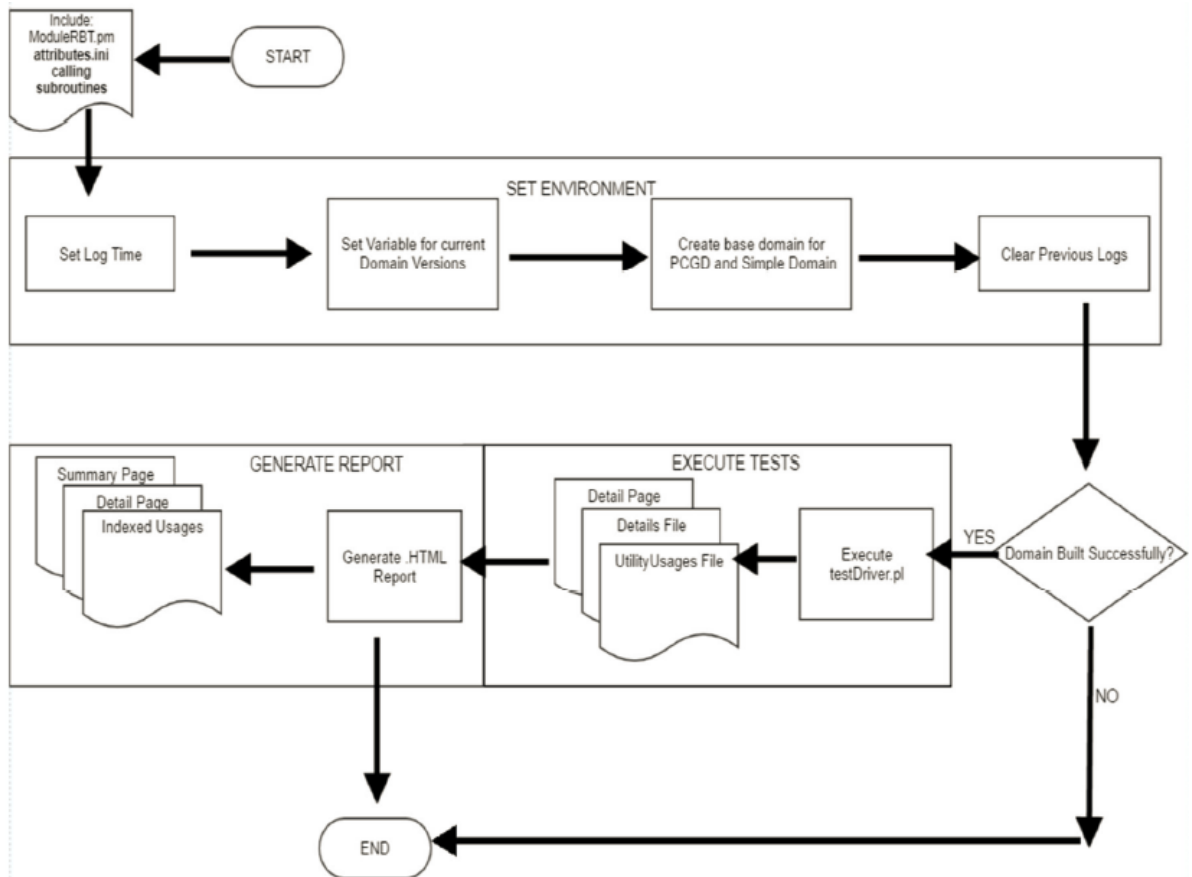 Include:
ModuleRBT.pm
attributes.ini
calling
subroutines
START
SET ENVIRONMENT
Set Log Time
Set Variable for current
Domain Versions
Create base domain for
PCGD and Simple Domain
Clear Previous Logs
GENERATE REPORT
Summary Page
Detail Page
Indexed Usages
Generate .HTML
Report
EXECUTE TESTS
Detail Page
Details File
UtilityUsages File
Execute
testDriver.pl
YES
Domain Built Successfully?
NO
END